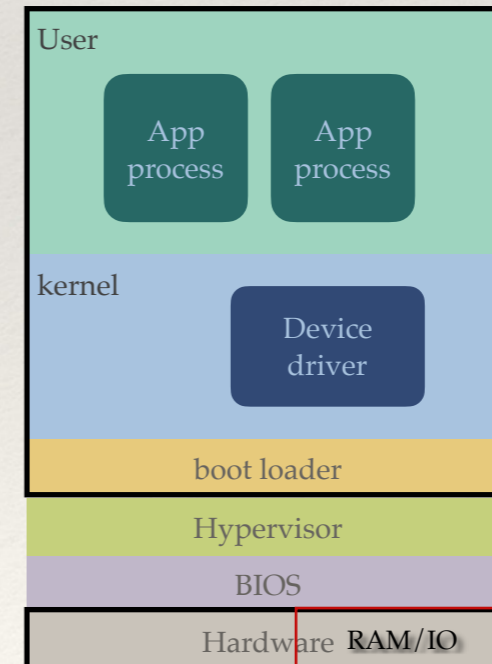 User
App
process
App
process
kernel
Device
driver
boot loader
Hypervisor
BIOS
Hardware RAM/IO